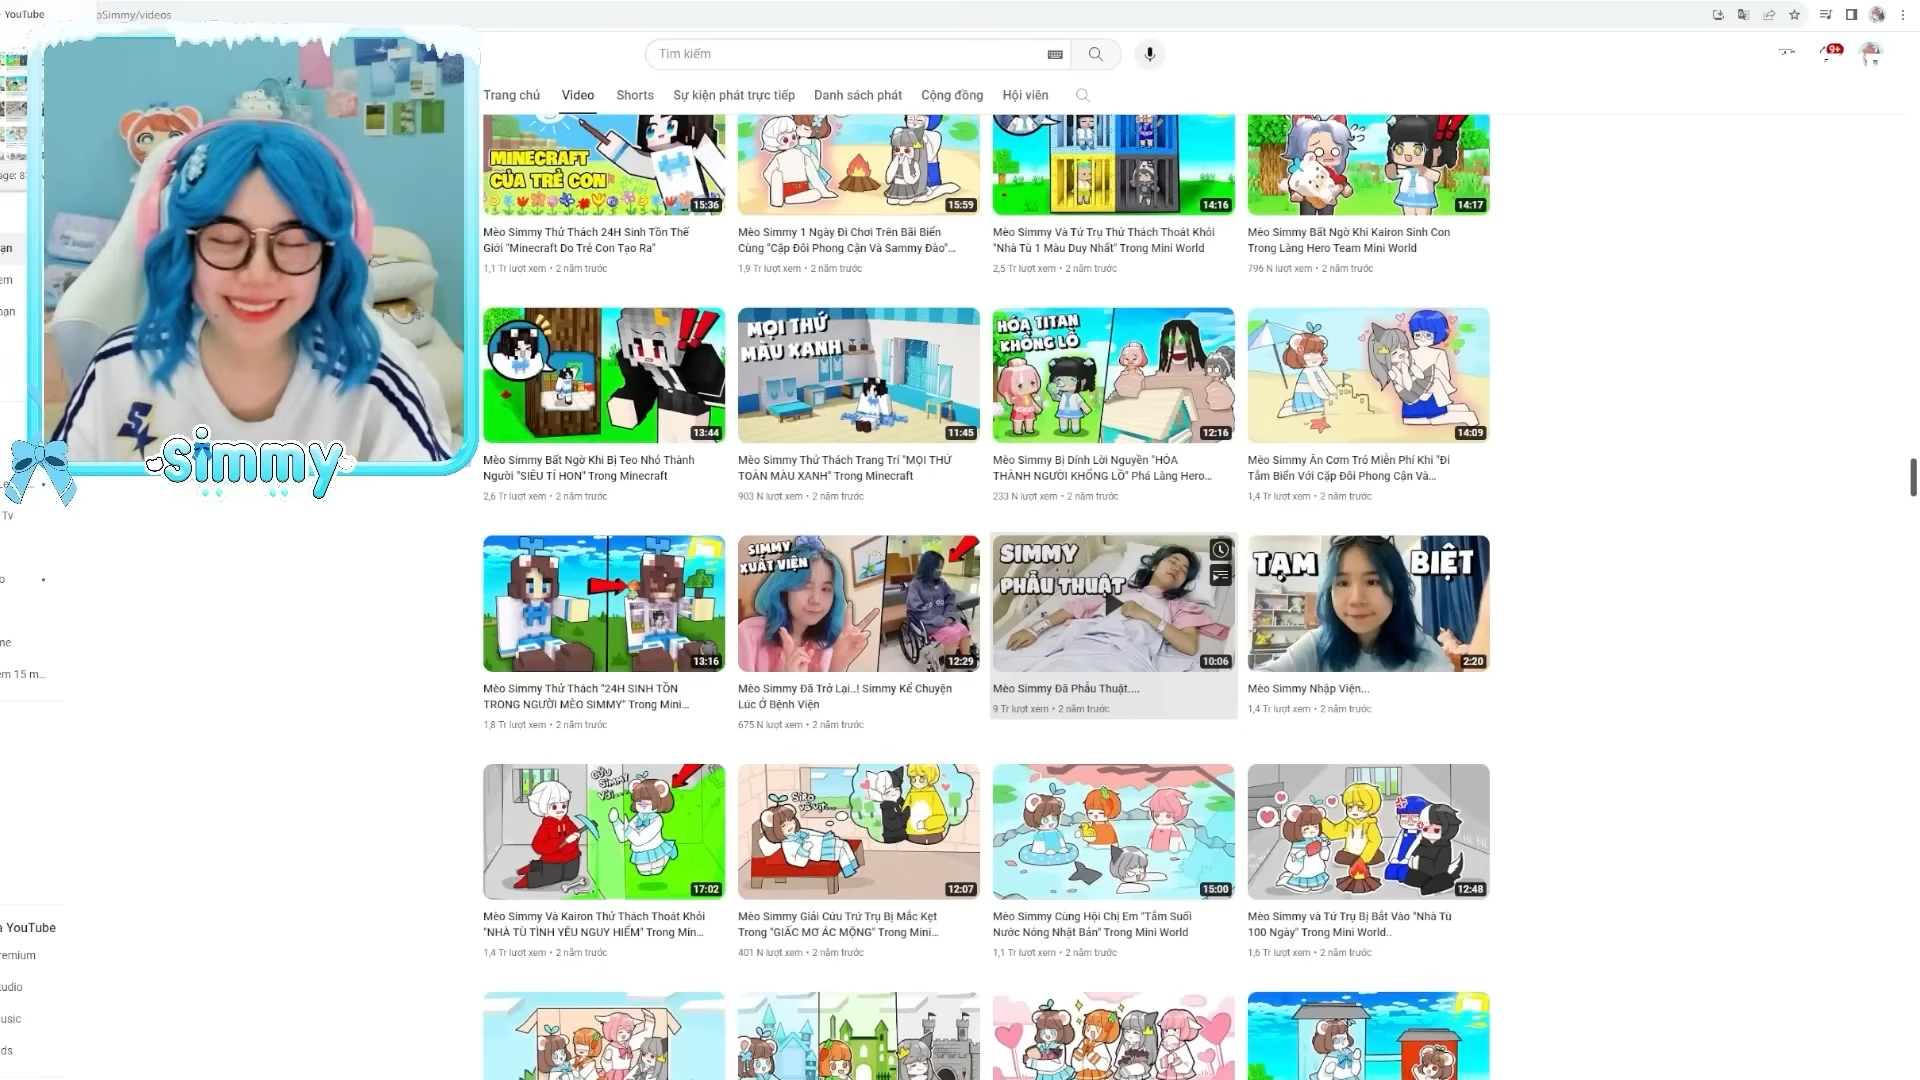 YouTube
oSimmy/videos
Tìm kiếm
9+
Trang chủ
Video
Shorts
Sự kiện phát trực tiếp
Danh sách phát
Cộng đồng
Hội viên
MINECRAFT
CỦA TRẺ CON
15:36
15:59
14:16
14:17
Mèo Simmy Thử Thách 24H Sinh Tồn Thế
Giới "Minecraft Do Trẻ Con Tạo Ra"
1,1 Tr lượt xem • 2 năm trước
Mèo Simmy 1 Ngày Đi Chơi Trên Bãi Biển
Cùng "Cặp Đôi Phong Cận Và Sammy Đào"...
1,9 Tr lượt xem • 2 năm trước
Mèo Simmy Và Tứ Trụ Thử Thách Thoát Khỏi
"Nhà Tù 1 Màu Duy Nhất" Trong Mini World
2,5 Tr lượt xem • 2 năm trước
Mèo Simmy Bất Ngờ Khi Kairon Sinh Con
Trong Làng Hero Team Mini World
796 N lượt xem • 2 năm trước
simmy
13:44
MỌI THỨ
MÀU XANH
11:45
HÓA TITAN
KHỔNG LỒ
12:16
14:09
Mèo Simmy Bất Ngờ Khi Bị Teo Nhỏ Thành
Người "SIÊU TÍ HON" Trong Minecraft
2,6 Tr lượt xem • 2 năm trước
Mèo Simmy Thử Thách Trang Trí "MỌI THỨ
TOÀN MÀU XANH" Trong Minecraft
903 N lượt xem • 2 năm trước
Mèo Simmy Bị Dính Lời Nguyền "HÓA
THÀNH NGƯỜI KHỔNG LỒ" Phá Làng Hero...
233 N lượt xem • 2 năm trước
Mèo Simmy Ăn Cơm Tró Miễn Phí Khi "Đi
Tắm Biển Với Cặp Đôi Phong Cận Và...
1,4 Tr lượt xem • 2 năm trước
Tv
13:16
SIMMY
XUẤT VIỆN
12:29
SIMMY
PHẪU THUẬT
10:06
TẠM
BIỆT
2:20
Mèo Simmy Thử Thách "24H SINH TỒN
TRONG NGƯỜI MÈO SIMMY" Trong Mini...
1,8 Tr lượt xem • 2 năm trước
Mèo Simmy Đã Trở Lại..! Simmy Kể Chuyện
Lúc Ở Bệnh Viện
675 N lượt xem • 2 năm trước
Mèo Simmy Đã Phẫu Thuật....
9 Tr lượt xem • 2 năm trước
Mèo Simmy Nhập Viện...
1,4 Tr lượt xem • 2 năm trước
em 15 m...
CỨU
SIMMY
VỚI...
17:02
12:07
15:00
12:48
Mèo Simmy Và Kairon Thử Thách Thoát Khỏi
"NHÀ TÙ TÌNH YÊU NGUY HIỂM" Trong Min...
1,4 Tr lượt xem • 2 năm trước
Mèo Simmy Giải Cứu Trứ Trụ Bị Mắc Kẹt
Trong "GIẤC MƠ ÁC MỘNG" Trong Mini...
401 N lượt xem • 2 năm trước
Mèo Simmy Cùng Hội Chị Em "Tắm Suối
Nước Nóng Nhật Bản" Trong Mini World
1,1 Tr lượt xem • 2 năm trước
Mèo Simmy và Tứ Trụ Bị Bắt Vào "Nhà Tù
100 Ngày" Trong Mini World..
1,6 Tr lượt xem • 2 năm trước
a YouTube
remium
tudio
usic
ds